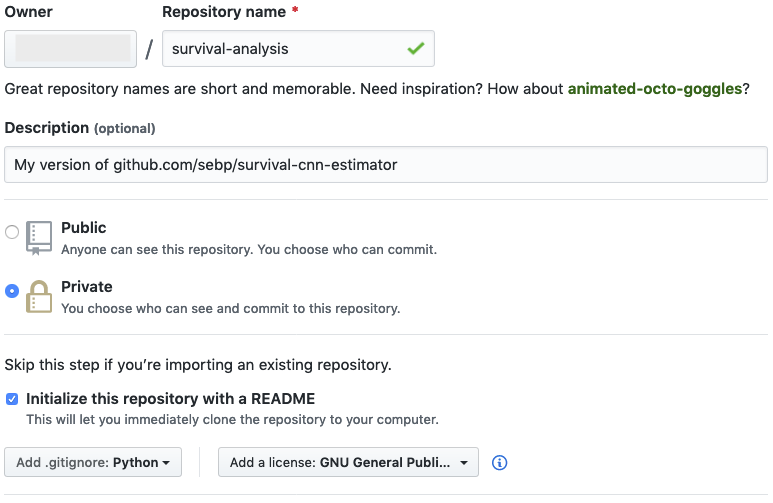 Owner
Repository name *
/
survival-analysis
Great repository names are short and memorable. Need inspiration? How about animated-octo-goggles?
Description (optional)
My version of github.com/sebp/survival-cnn-estimator
Public
Anyone can see this repository. You choose who can commit.
Private
You choose who can see and commit to this repository.
Skip this step if you’re importing an existing repository.
Initialize this repository with a README
This will let you immediately clone the repository to your computer.
Add .gitignore: Python
Add a license: GNU General Publi...